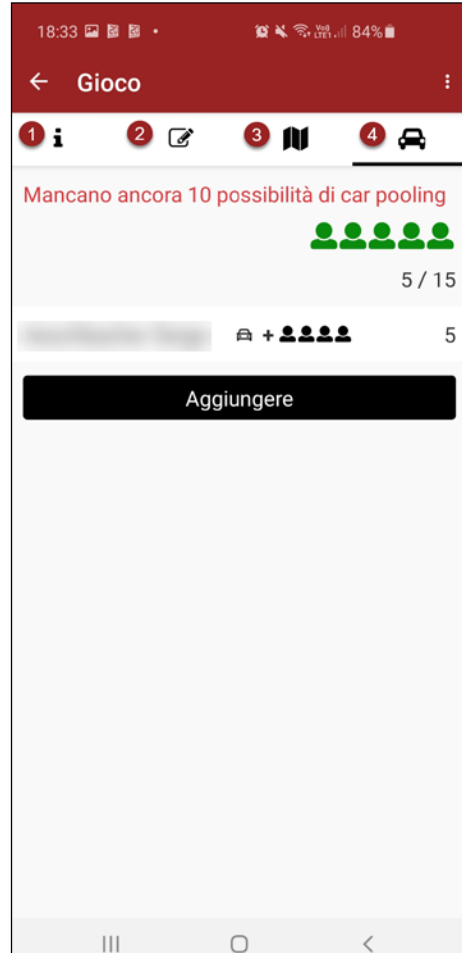 18:33 84%
Gioco
1 2 3 4
Mancano ancora 10 possibilità di car pooling
5 / 15
+ 5
Aggiungere